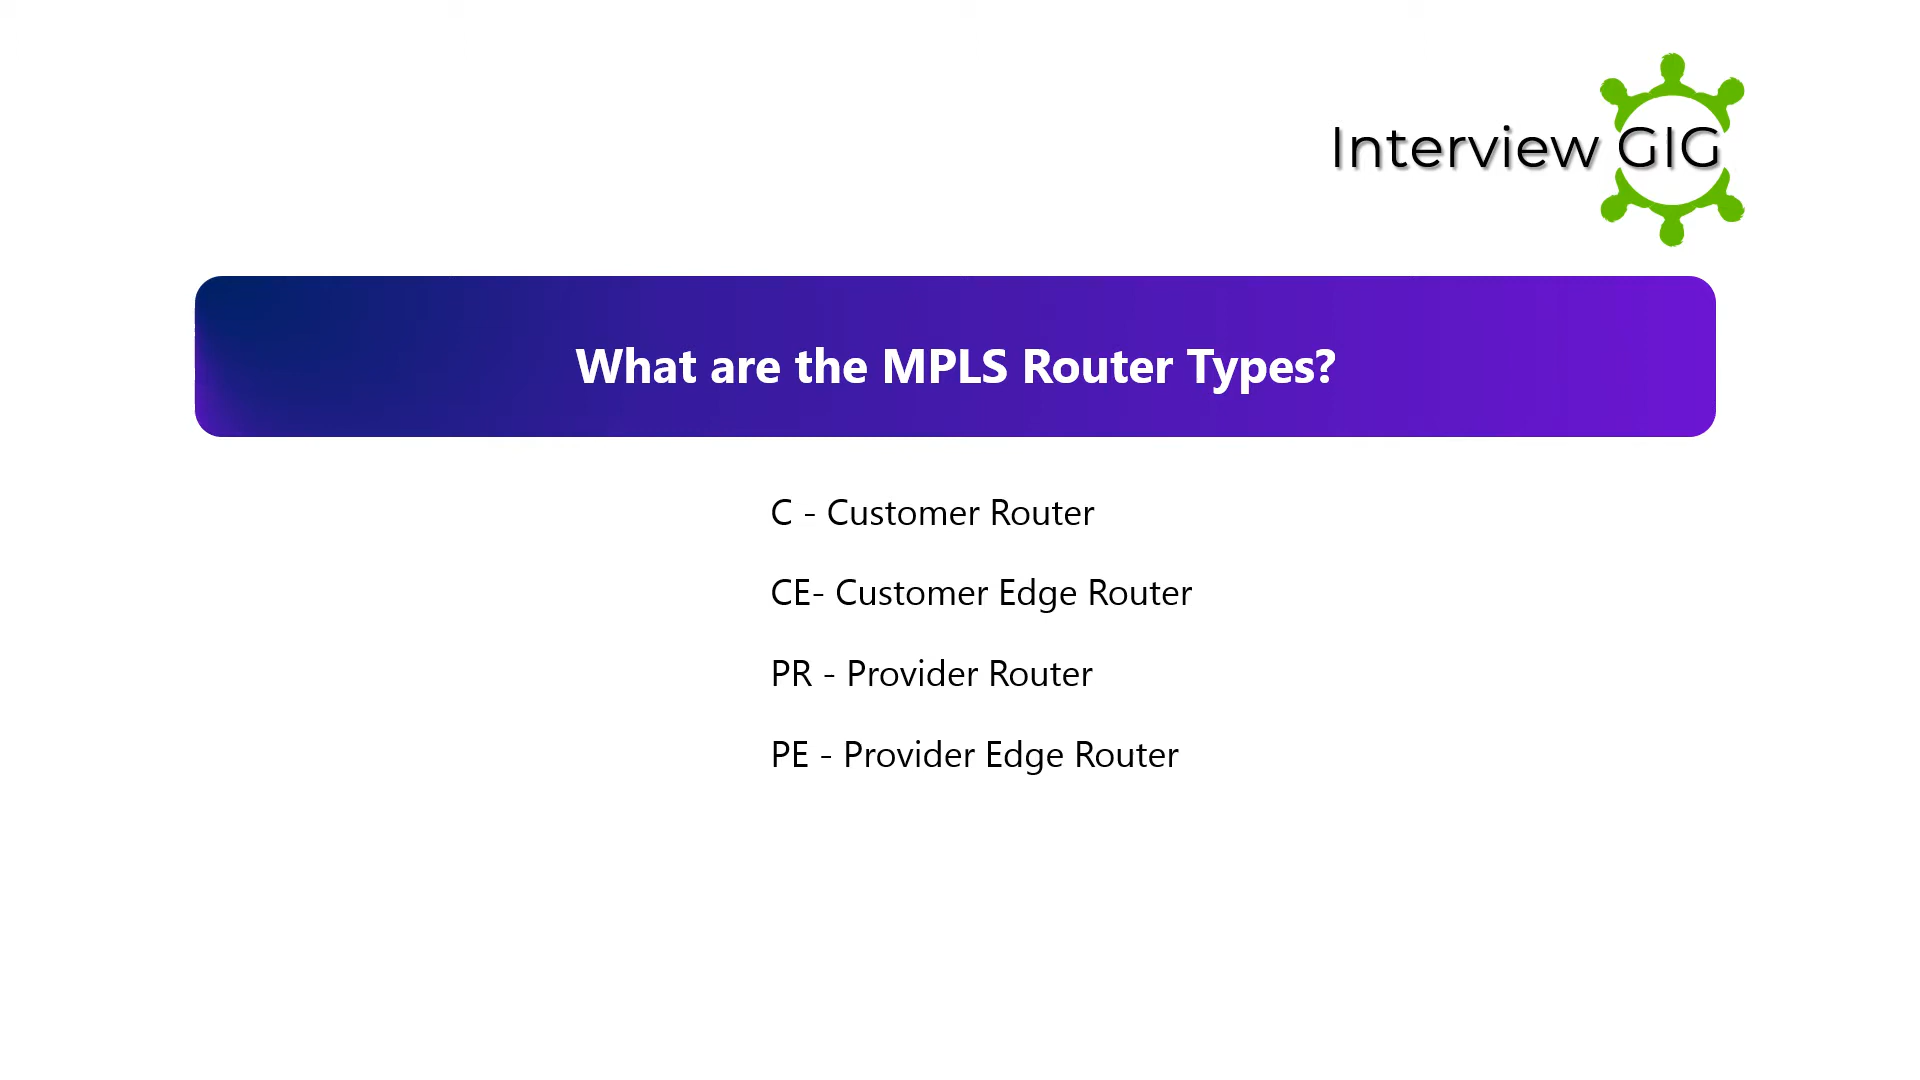 Interview GIG
What are the MPLS Router Types?
C - Customer Router
CE- Customer Edge Router
PR - Provider Router
PE - Provider Edge Router